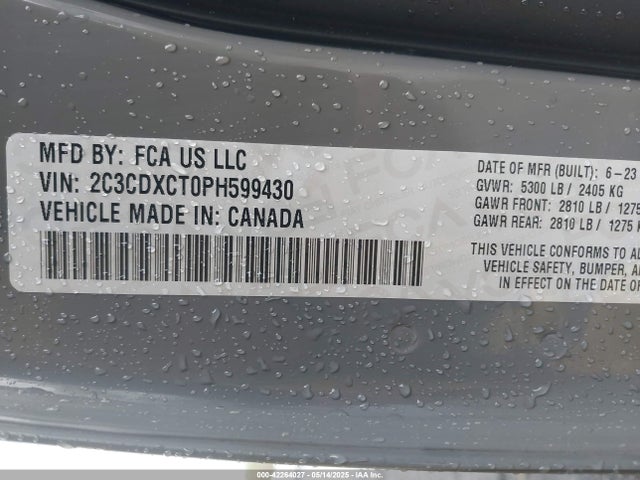 MFD BY: FCA US LLC
VIN: 2C3CDXCT0PH599430
VEHICLE MADE IN: CANADA
DATE OF MFR (BUILT): 6-23
GVWR: 5300 LB / 2405 KG
GAWR FRONT: 2810 LB / 1275
GAWR REAR: 2810 LB / 1275
THIS VEHICLE CONFORMS TO
VEHICLE SAFETY, BUMPER,
IN EFFECT ON THE DATE OF
000-42264027 - 05/14/2025 - IAAI, Inc.